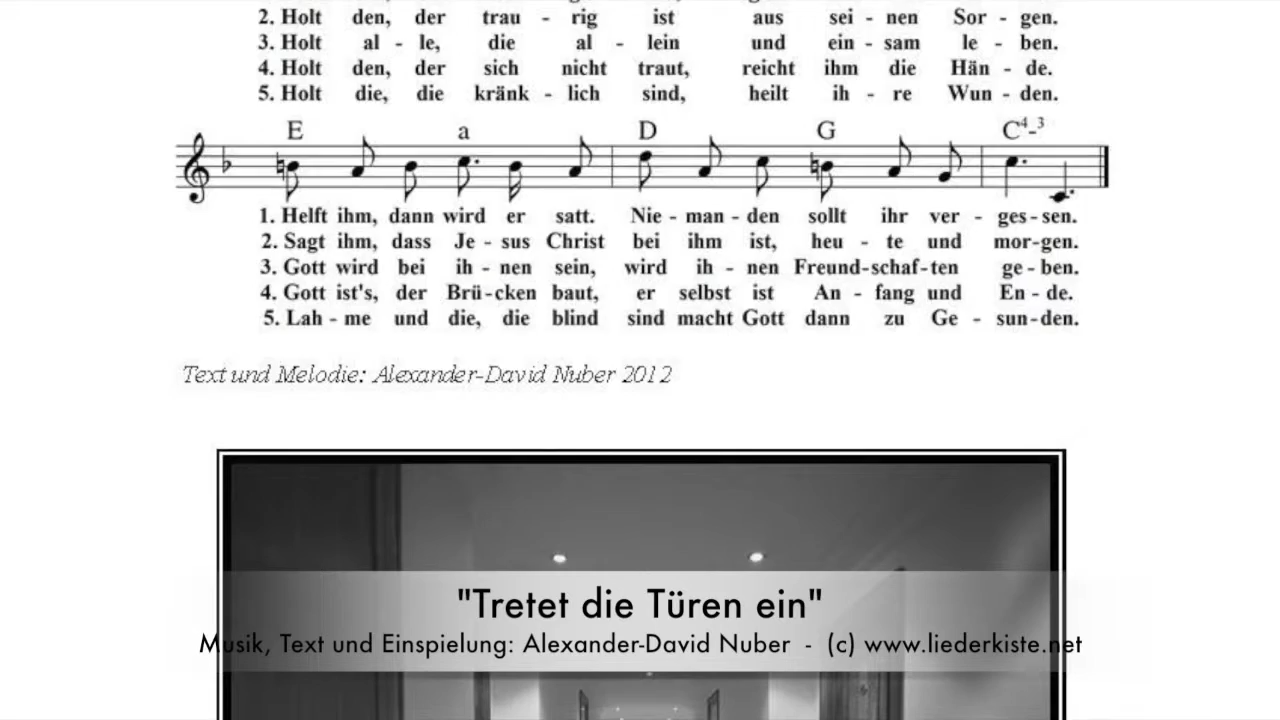 2. Holt den, der trau - rig ist aus sei - nen Sor - gen.
3. Holt al - le, die al - lein und ein - sam le - ben.
4. Holt den, der sich nicht traut, reicht ihm die Hän - de.
5. Holt die, die kränk - lich sind, heilt ih - re Wun - den.
E a D G C4-3
1. Helft ihm, dann wird er satt. Nie - man - den sollt ihr ver - ges - sen.
2. Sagt ihm, dass Je - sus Christ bei ihm ist, heu - te und mor - gen.
3. Gott wird bei ih - nen sein, wird ih - nen Freund - schaf - ten ge - ben.
4. Gott ist's, der Brü - cken baut, er selbst ist An - fang und En - de.
5. Lah - me und die, die blind sind macht Gott dann zu Ge - sun - den.
Text und Melodie: Alexander-David Nuber 2012
"Tretet die Türen ein"
Musik, Text und Einspielung: Alexander-David Nuber - (c) www.liederkiste.net